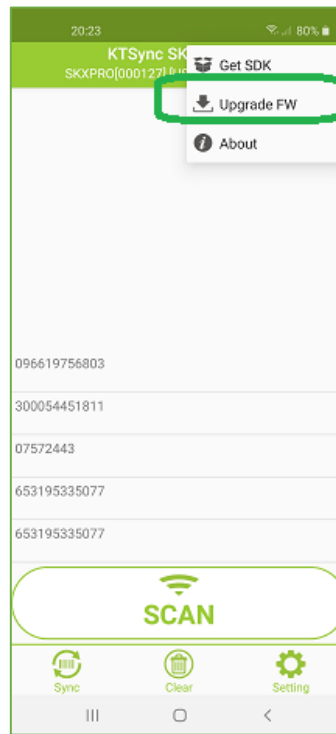 20:23 80%
KTSync SK
SKXPRO[000127]
Get SDK
Upgrade FW
About
096619756803
300054451811
07572443
653195335077
653195335077
SCAN
Sync Clear Setting